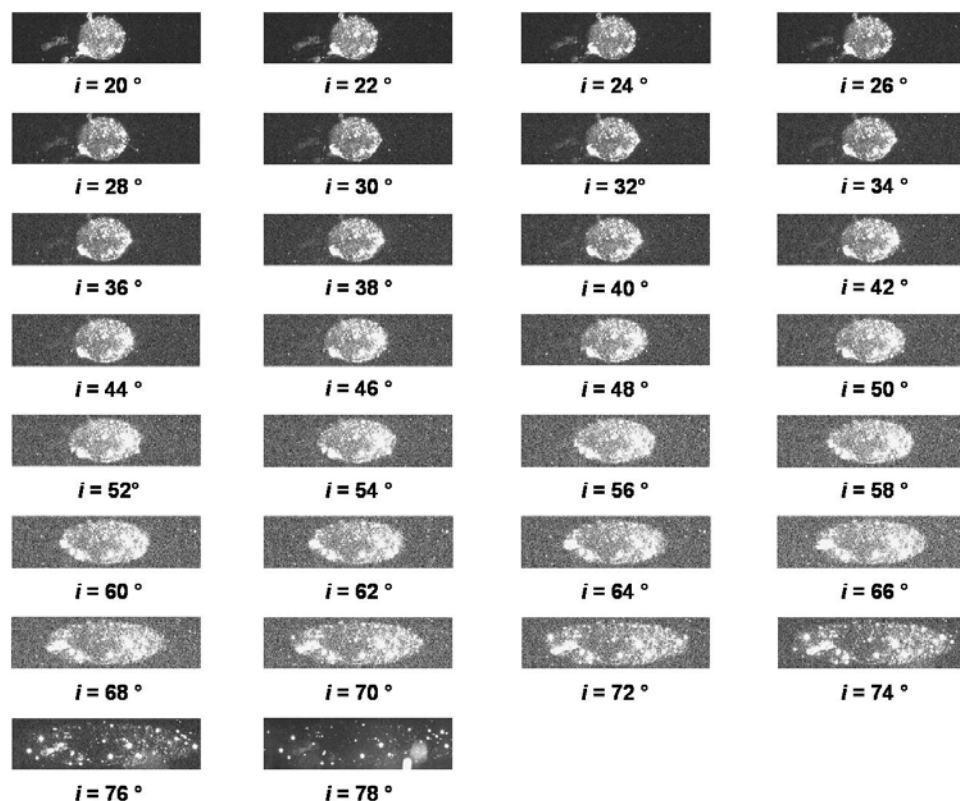 i = 20 ° i = 22 ° i = 24 ° i = 26 °
i = 28 ° i = 30 ° i = 32° i = 34 °
i = 36 ° i = 38 ° i = 40 ° i = 42 °
i = 44 ° i = 46 ° i = 48 ° i = 50 °
i = 52° i = 54 ° i = 56 ° i = 58 °
i = 60 ° i = 62 ° i = 64 ° i = 66 °
i = 68 ° i = 70 ° i = 72 ° i = 74 °
i = 76 ° i = 78 °